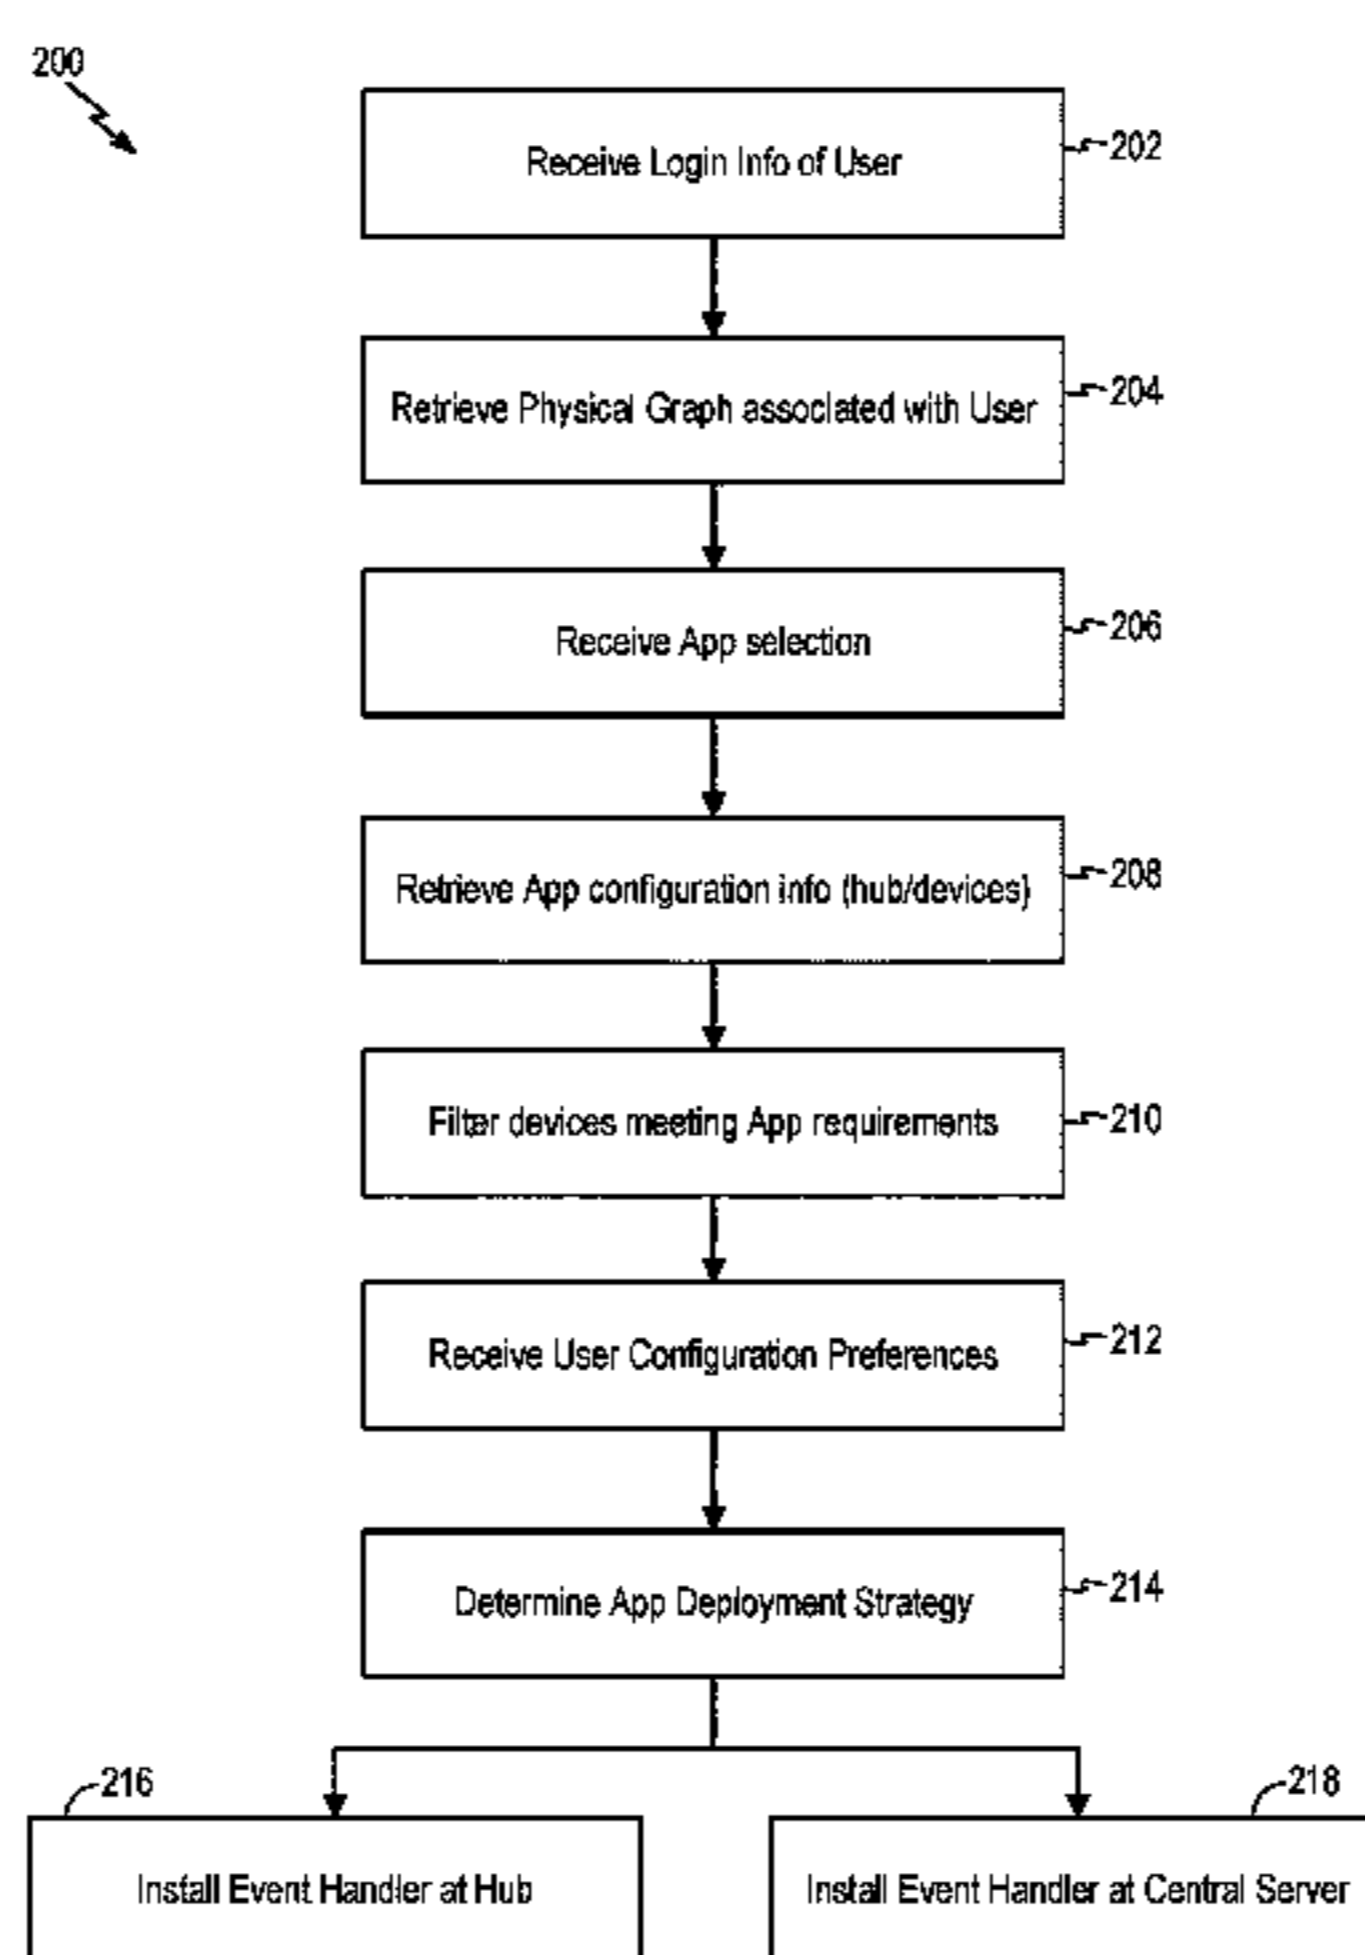 200
Receive Login Info of User
202
Retrieve Physical Graph associated with User
204
Receive App selection
206
Retrieve App configuration info (hub/devices)
208
Filter devices meeting App requirements
210
Receive User Configuration Preferences
212
Determine App Deployment Strategy
214
216
Install Event Handler at Hub
218
Install Event Handler at Central Server